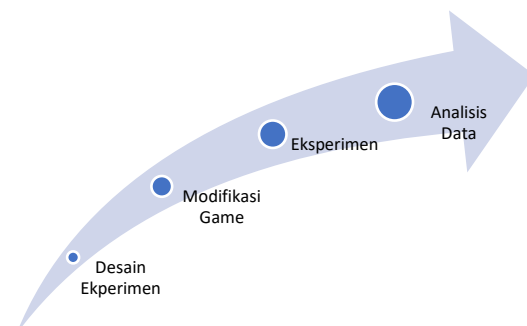 Desain
Ekperimen
Modifikasi
Game
Eksperimen
Analisis
Data